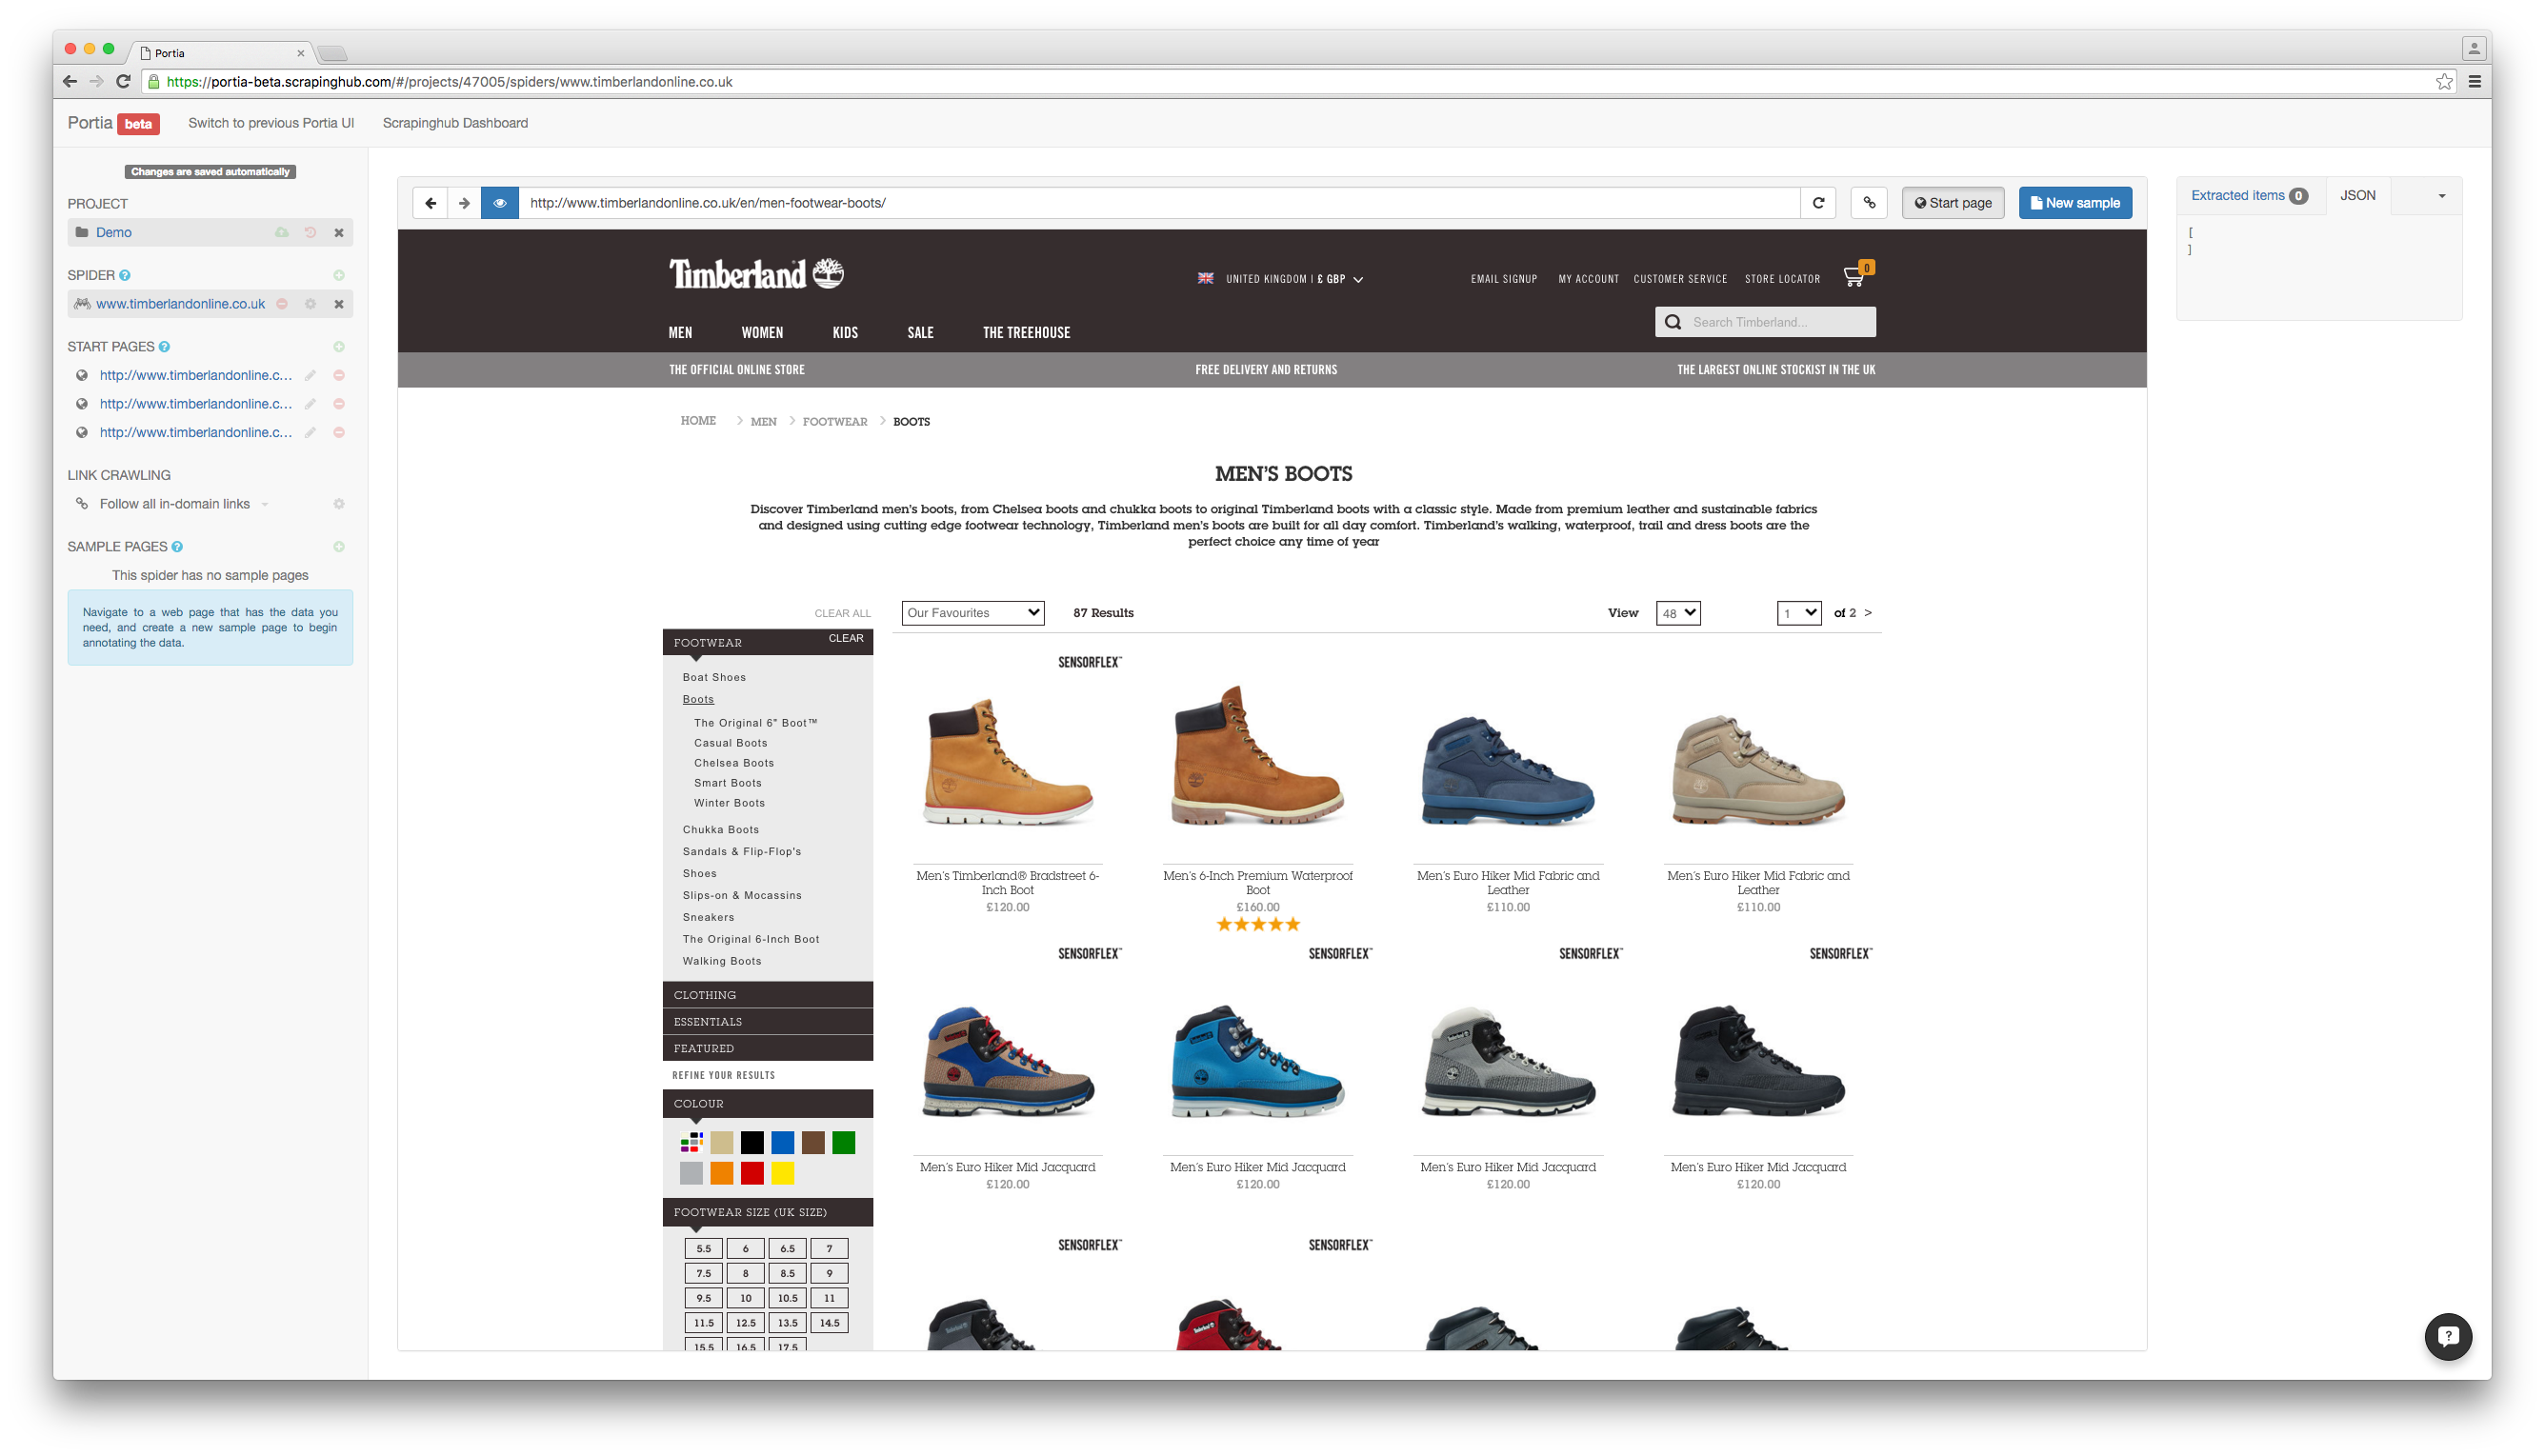 Portia
https://portia-beta.scrapinghub.com/#/projects/47005/spiders/www.timberlandonline.co.uk
Portia beta Switch to previous Portia UI Scrapinghub Dashboard
Changes are saved automatically
PROJECT
Demo
SPIDER
www.timberlandonline.co.uk
START PAGES
http://www.timberlandonline.c...
http://www.timberlandonline.c...
http://www.timberlandonline.c...
LINK CRAWLING
Follow all in-domain links
SAMPLE PAGES
This spider has no sample pages
Navigate to a web page that has the data you
need, and create a new sample page to begin
annotating the data.
http://www.timberlandonline.co.uk/en/men-footwear-boots/
Start page
New sample
Timberland
UNITED KINGDOM | £ GBP
EMAIL SIGNUP MY ACCOUNT CUSTOMER SERVICE STORE LOCATOR 0
MEN WOMEN KIDS SALE THE TREEHOUSE
Search Timberland...
THE OFFICIAL ONLINE STORE FREE DELIVERY AND RETURNS THE LARGEST ONLINE STOCKIST IN THE UK
HOME > MEN > FOOTWEAR > BOOTS
MEN'S BOOTS
Discover Timberland men's boots, from Chelsea boots and chukka boots to original Timberland boots with a classic style. Made from premium leather and sustainable fabrics
and designed using cutting edge footwear technology, Timberland men's boots are built for all day comfort. Timberland's walking, waterproof, trail and dress boots are the
perfect choice any time of year
CLEAR ALL
Our Favourites 87 Results View 48 1 of 2 >
FOOTWEAR CLEAR
Boat Shoes
Boots
The Original 6" Boot™
Casual Boots
Chelsea Boots
Smart Boots
Winter Boots
Chukka Boots
Sandals & Flip-Flop's
Shoes
Slips-on & Mocassins
Sneakers
The Original 6-Inch Boot
Walking Boots
CLOTHING
ESSENTIALS
FEATURED
REFINE YOUR RESULTS
COLOUR
FOOTWEAR SIZE (UK SIZE)
5.5 6 6.5 7
7.5 8 8.5 9
9.5 10 10.5 11
11.5 12.5 13.5 14.5
15.5 16.5 17.5
SENSORFLEX™
Men's Timberland® Bradstreet 6-
Inch Boot
£120.00
Men's 6-Inch Premium Waterproof
Boot
£160.00
Men's Euro Hiker Mid Fabric and
Leather
£110.00
Men's Euro Hiker Mid Fabric and
Leather
£110.00
SENSORFLEX™ SENSORFLEX™ SENSORFLEX™ SENSORFLEX™
Men's Euro Hiker Mid Jacquard
£120.00
Men's Euro Hiker Mid Jacquard
£120.00
Men's Euro Hiker Mid Jacquard
£120.00
Men's Euro Hiker Mid Jacquard
£120.00
SENSORFLEX™ SENSORFLEX™
Extracted items 0 JSON
[
]